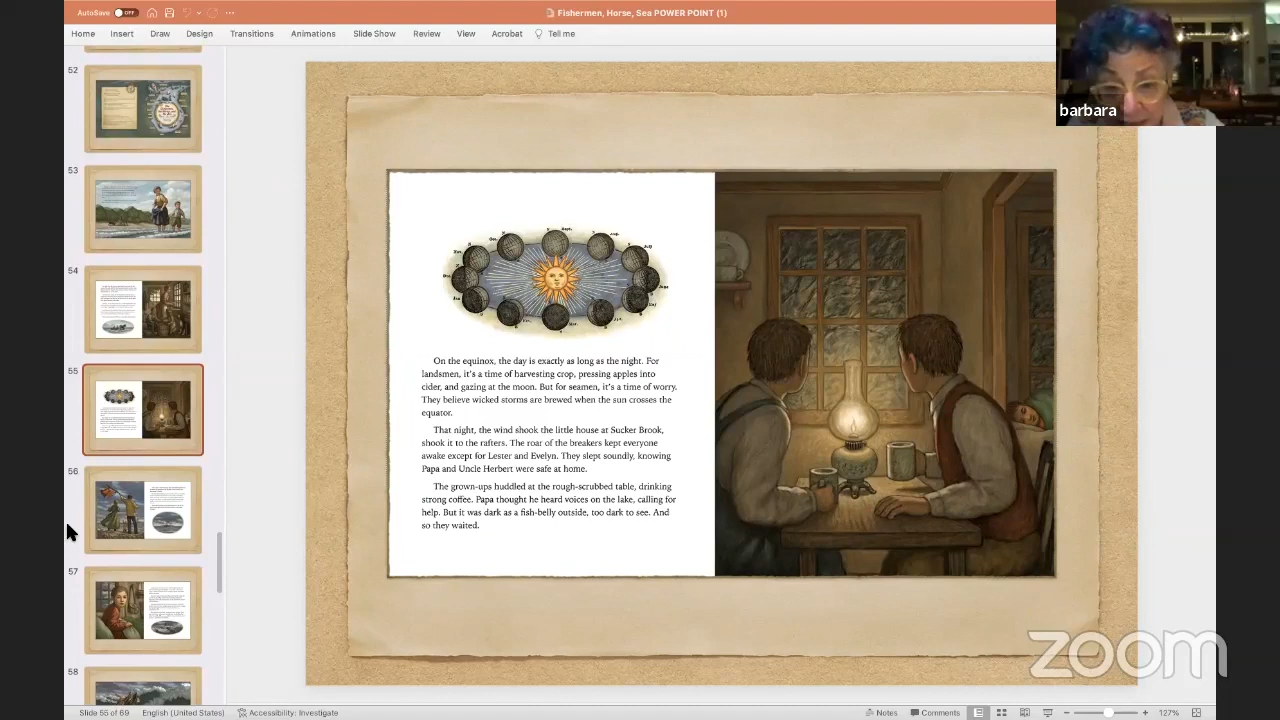 AutoSave OFF
Fishermen, Horse, Sea POWER POINT (1)
Home Insert Draw Design Transitions Animations Slide Show Review View Acrobat Tell me
barbara
52
53
54
55
56
57
58
On the equinox, the day is exactly as long as the night. For
landsmen, it's a time of harvesting crop, pressing apples into
cider, and gazing at the moon. But for seamen, it's a time of worry.
They believe wicked storms are brewed when the sun crosses the
equator.
That night, the wind shook the little house at Sucker Brook,
shook it to the rafters. The roar of the breakers kept everyone
awake except for Lester and Evelyn. They slept soundly, knowing
Papa and Uncle Herbert were safe at home.
The grown-ups huddled at the rough-scrubbed table, drinking
strong coffee. Papa thought he heard voices on the lake, calling for
help. But it was dark as a fish-belly outside, too dark to see. And
so they waited.
zoom
Slide 55 of 69 English (United States) Accessibility: Investigate Notes Comments 127%